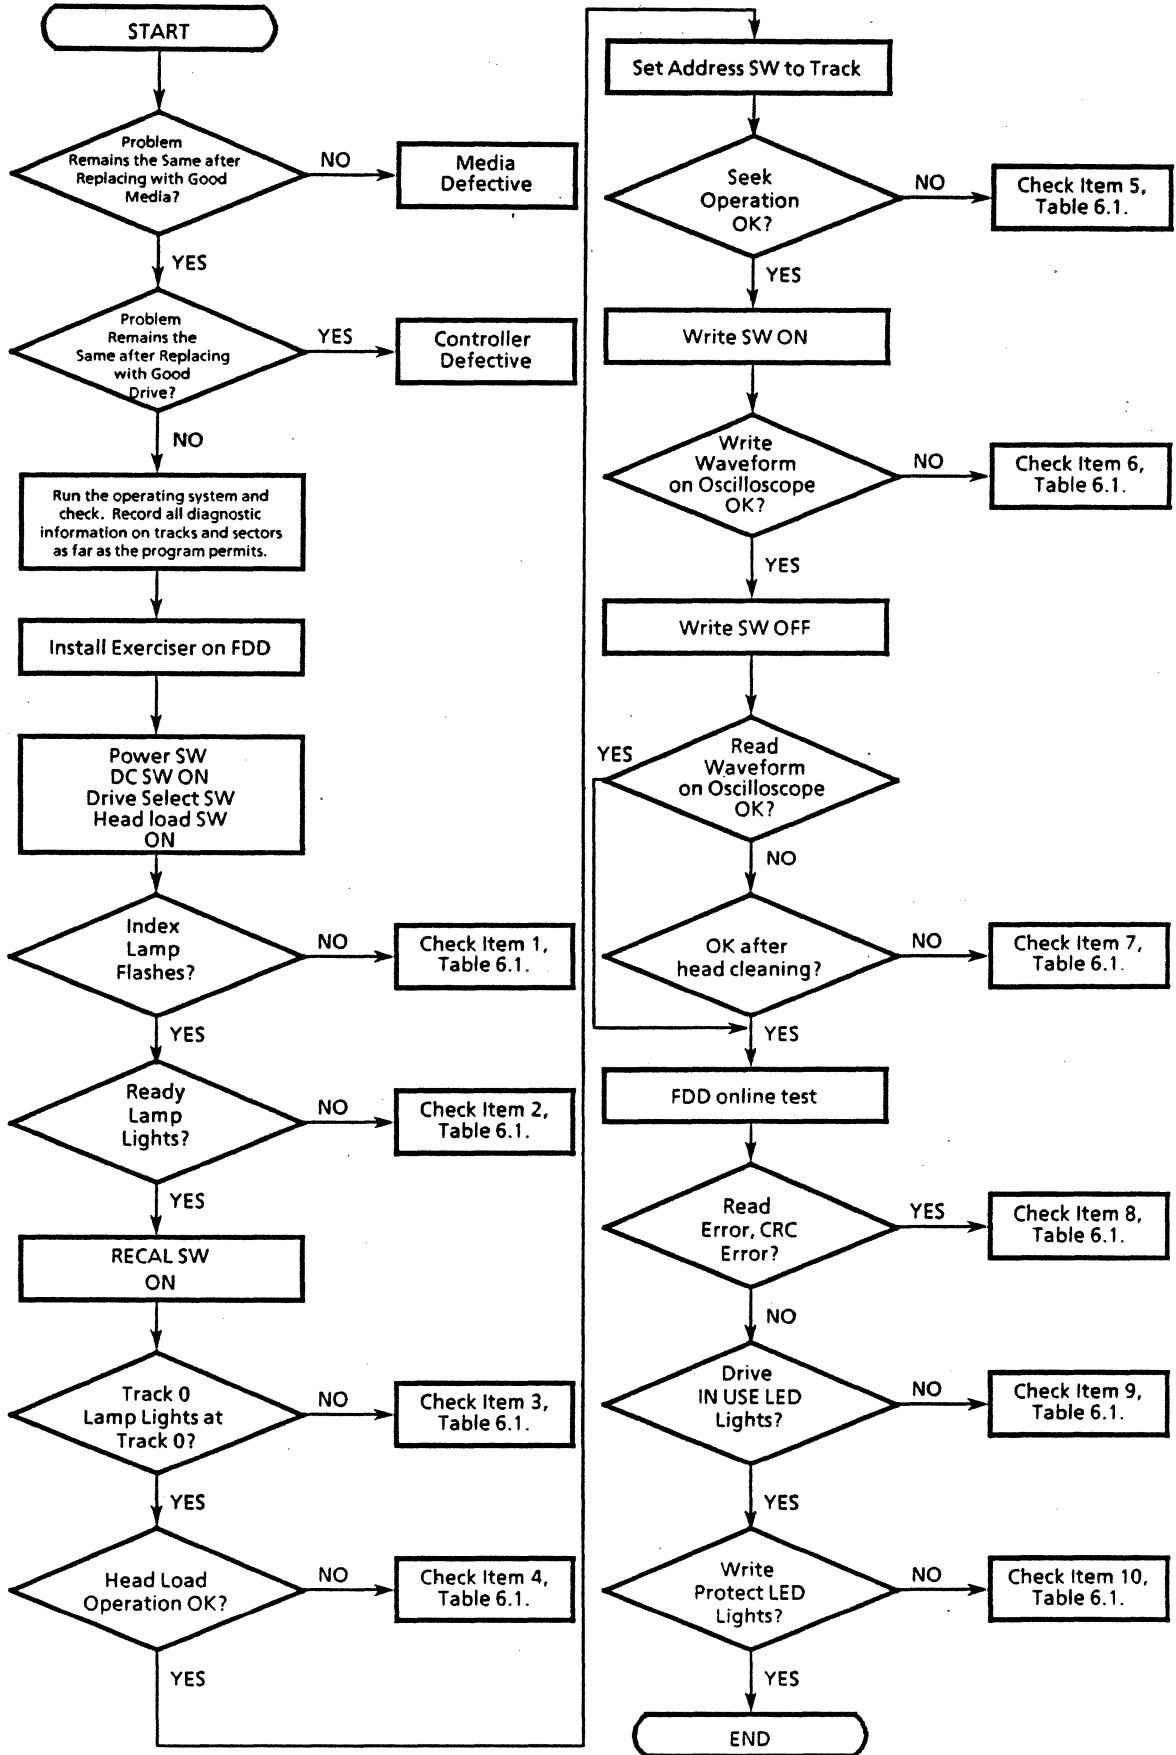 START
Problem
Remains the Same after
Replacing with Good
Media?
NO
Media
Defective
YES
Problem
Remains the
Same after Replacing
with Good
Drive?
YES
Controller
Defective
NO
Run the operating system and
check. Record all diagnostic
information on tracks and sectors
as far as the program permits.
Install Exerciser on FDD
Power SW
DC SW ON
Drive Select SW
Head load SW
ON
Index
Lamp
Flashes?
NO
Check Item 1,
Table 6.1.
YES
Ready
Lamp
Lights?
NO
Check Item 2,
Table 6.1.
YES
RECAL SW
ON
Track 0
Lamp Lights at
Track 0?
NO
Check Item 3,
Table 6.1.
YES
Head Load
Operation OK?
NO
Check Item 4,
Table 6.1.
YES
Set Address SW to Track
Seek
Operation
OK?
NO
Check Item 5,
Table 6.1.
YES
Write SW ON
Write
Waveform
on Oscilloscope
OK?
NO
Check Item 6,
Table 6.1.
YES
Write SW OFF
YES
Read
Waveform
on Oscilloscope
OK?
NO
OK after
head cleaning?
NO
Check Item 7,
Table 6.1.
YES
FDD online test
Read
Error, CRC
Error?
YES
Check Item 8,
Table 6.1.
NO
Drive
IN USE LED
Lights?
NO
Check Item 9,
Table 6.1.
YES
Write
Protect LED
Lights?
NO
Check Item 10,
Table 6.1.
YES
END